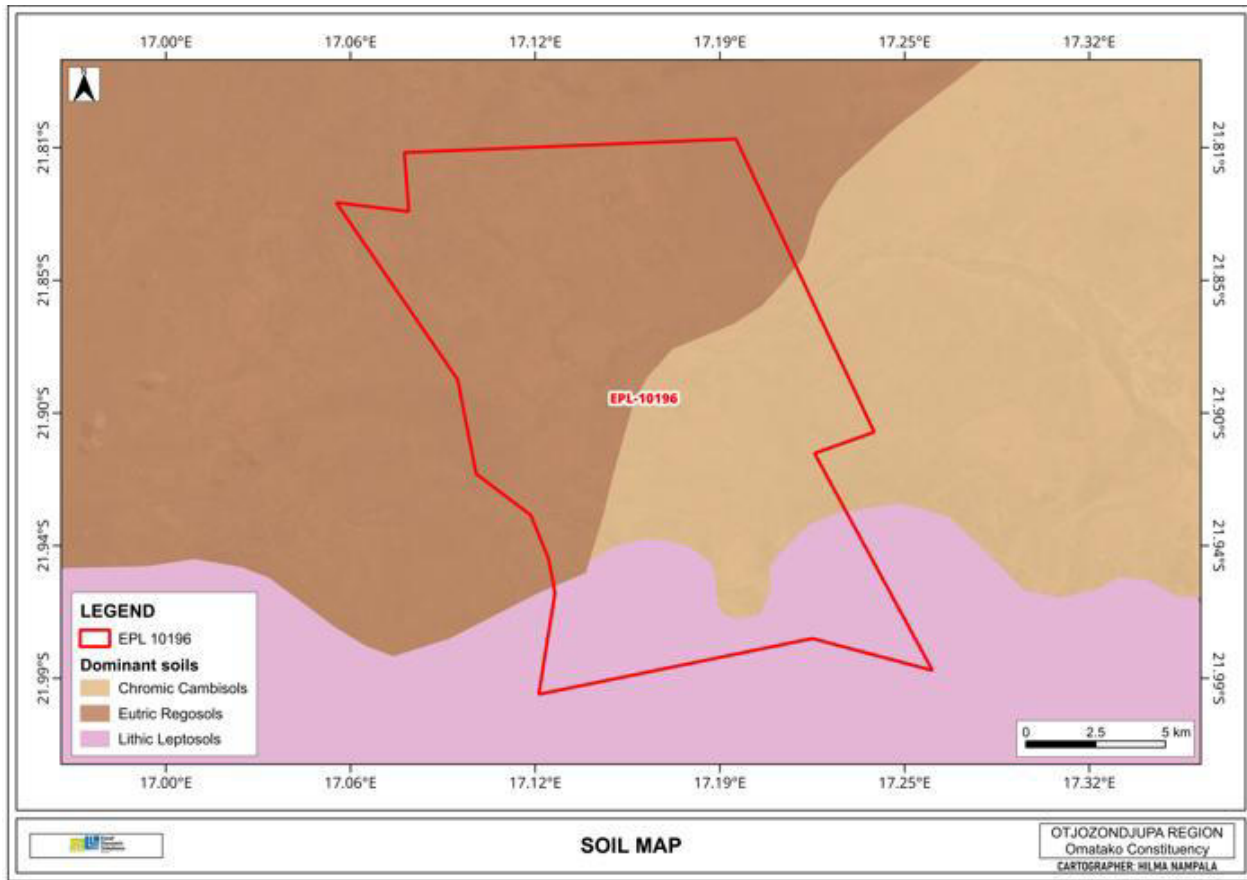 17.00°E 17.06°E 17.12°E 17.19°E 17.25°E 17.32°E
21.81°S 21.81°S
21.85°S 21.85°S
EPL-10196
21.90°S 21.90°S
21.94°S 21.94°S
LEGEND
EPL 10196
Dominant soils
Chromic Cambisols
Eutric Regosols
Lithic Leptosols
21.99°S 21.99°S
0 2.5 5 km
17.00°E 17.06°E 17.12°E 17.19°E 17.25°E 17.32°E
SOIL MAP
OTJOZONDJUPA REGION
Omatako Constituency
CARTOGRAPHER: HILMA NAMPALA